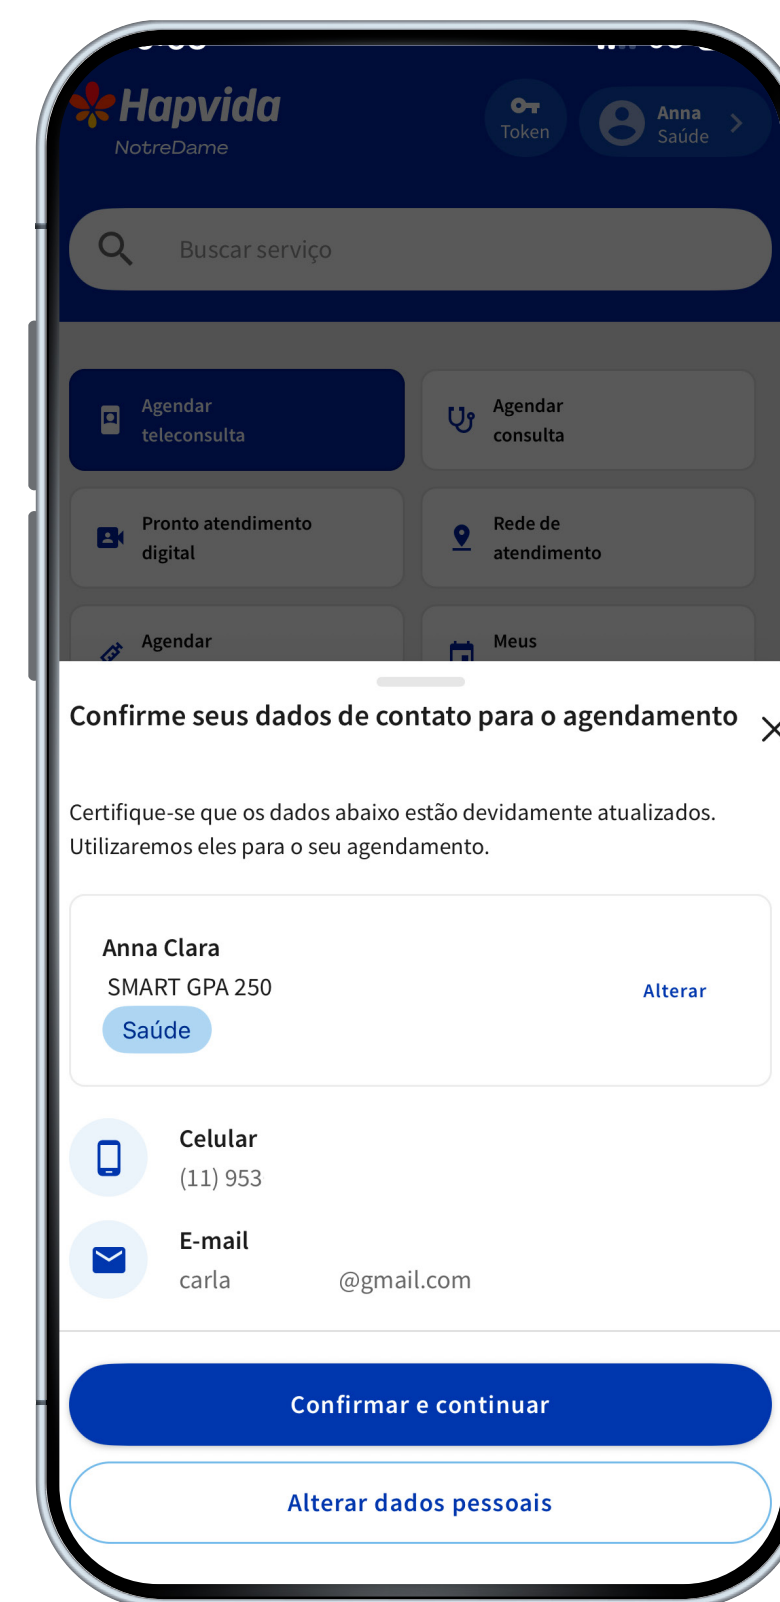 Hapvida
NotreDame
Token
Anna
Saúde
Buscar serviço
Agendar
teleconsulta
Agendar
consulta
Pronto atendimento
digital
Rede de
atendimento
Agendar
Meus
Confirme seus dados de contato para o agendamento
Certifique-se que os dados abaixo estão devidamente atualizados.
Utilizaremos eles para o seu agendamento.
Anna Clara
SMART GPA 250
Alterar
Saúde
Celular
(11) 953
E-mail
carla @gmail.com
Confirmar e continuar
Alterar dados pessoais